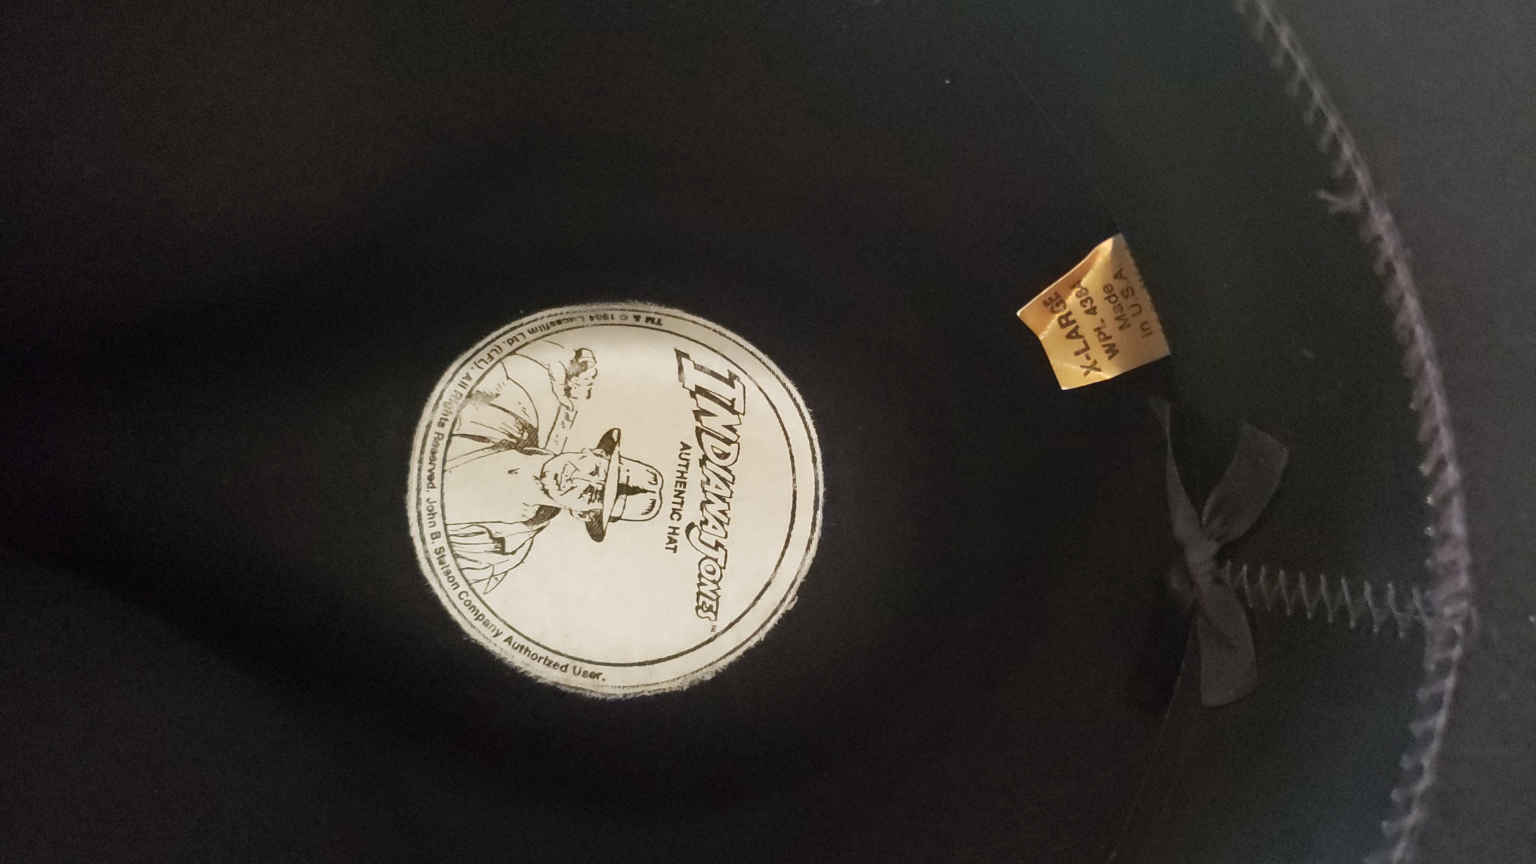 INDIANA JONES™
AUTHENTIC HAT
TM & © 1984 Lucasfilm Ltd. (LFL). All Rights Reserved. John B. Stetson Company Authorized User.
X-LARGE
WPL 4384
Made
in U.S.A